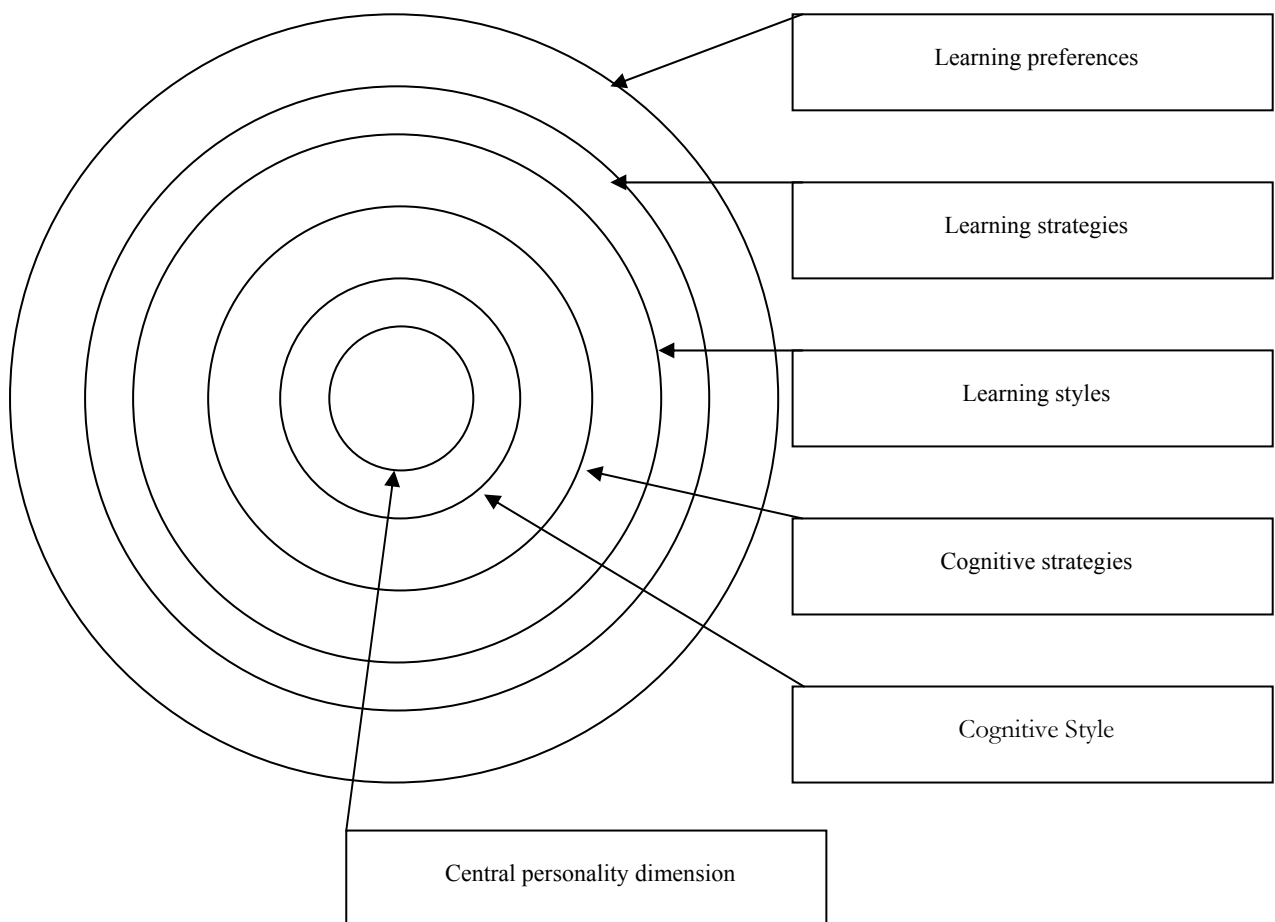 Learning preferences
Learning strategies
Learning styles
Cognitive strategies
Cognitive Style
Central personality dimension